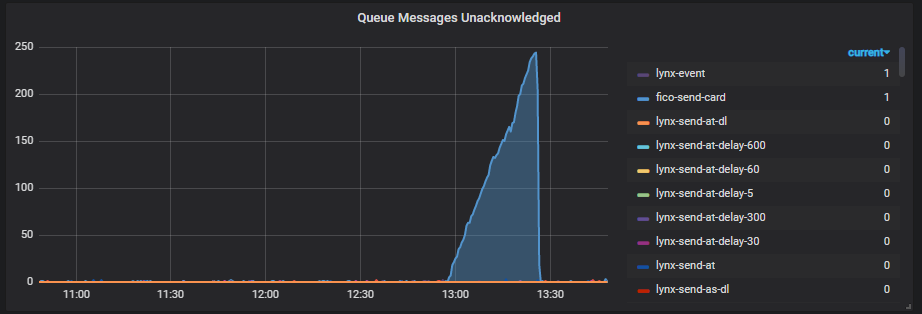 Queue Messages Unacknowledged
250
200
150
100
50
0
11:00 11:30 12:00 12:30 13:00 13:30
current
lynx-event 1
fico-send-card 1
lynx-send-at-dl 0
lynx-send-at-delay-600 0
lynx-send-at-delay-60 0
lynx-send-at-delay-5 0
lynx-send-at-delay-300 0
lynx-send-at-delay-30 0
lynx-send-at 0
lynx-send-as-dl 0